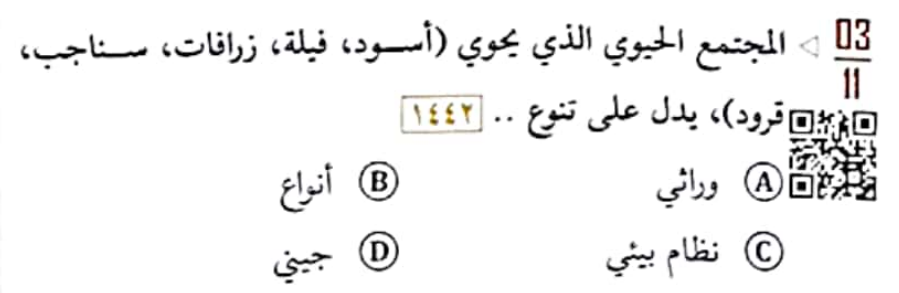 03
11
◁ المجتمع الحيوي الذي يحوي (أسود، فيلة، زرافات، سناجب،
قرود)، يدل على تنوع .. ١٤٤٢
A وراثي
B أنواع
C نظام بيئي
D جيني